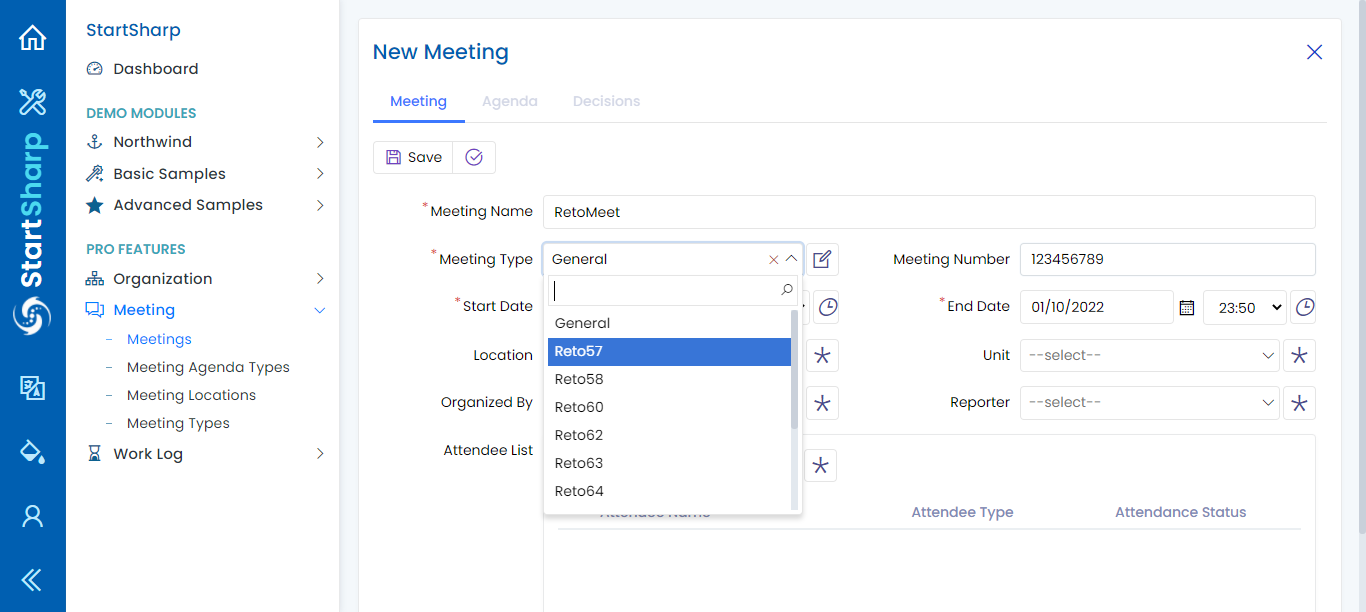 StartSharp
StartSharp
Dashboard
DEMO MODULES
Northwind
Basic Samples
Advanced Samples
PRO FEATURES
Organization
Meeting
– Meetings
– Meeting Agenda Types
– Meeting Locations
– Meeting Types
Work Log
New Meeting
Meeting Agenda Decisions
Save
*Meeting Name RetoMeet
*Meeting Type General
Meeting Number 123456789
General
Reto57
Reto58
Reto60
Reto62
Reto63
Reto64
*Start Date
*End Date 01/10/2022 23:50
Location
Unit --select--
Organized By
Reporter --select--
Attendee List
Attendee Name Attendee Type Attendance Status